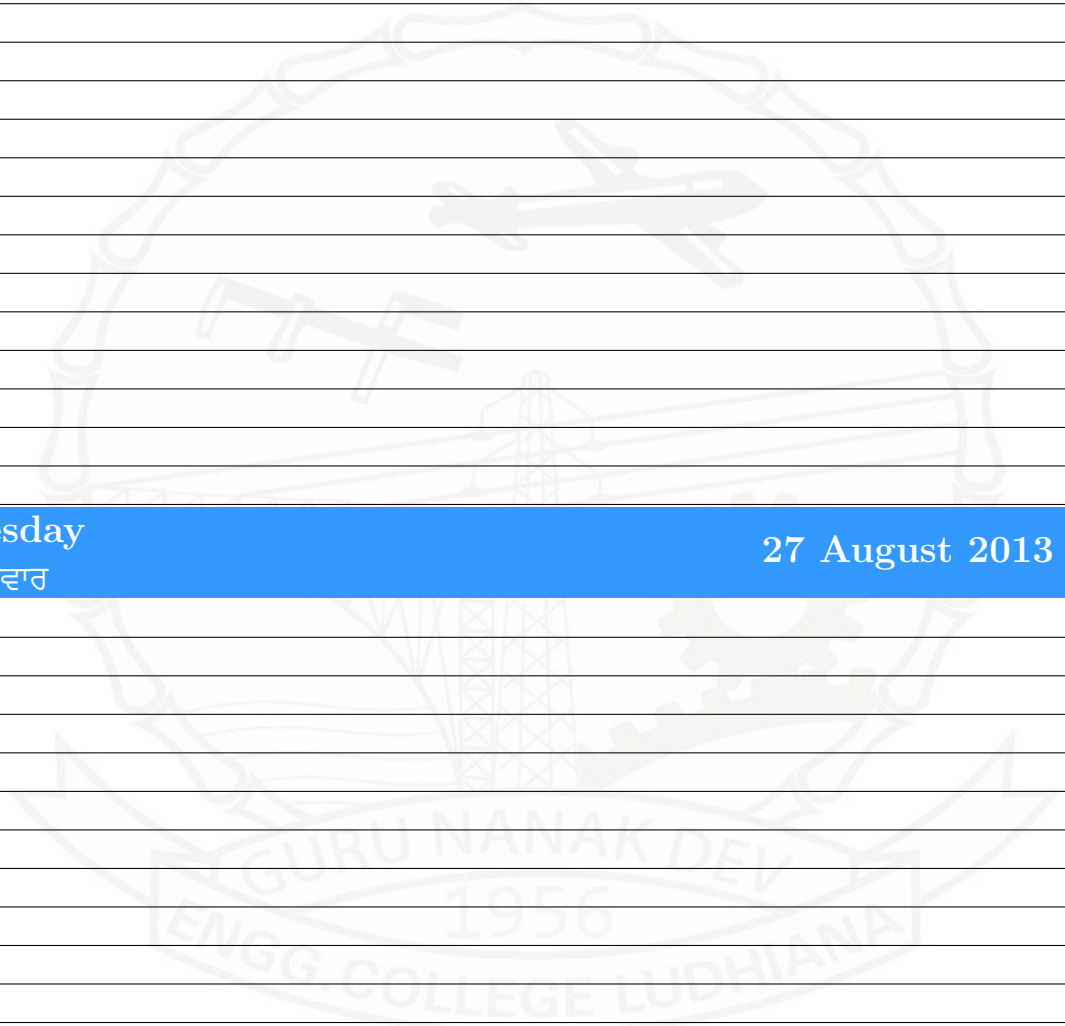 esday
27 August 2013
ਵਾਰ
GURU NANAK DEV
1956
ENGG. COLLEGE LUDHIANA